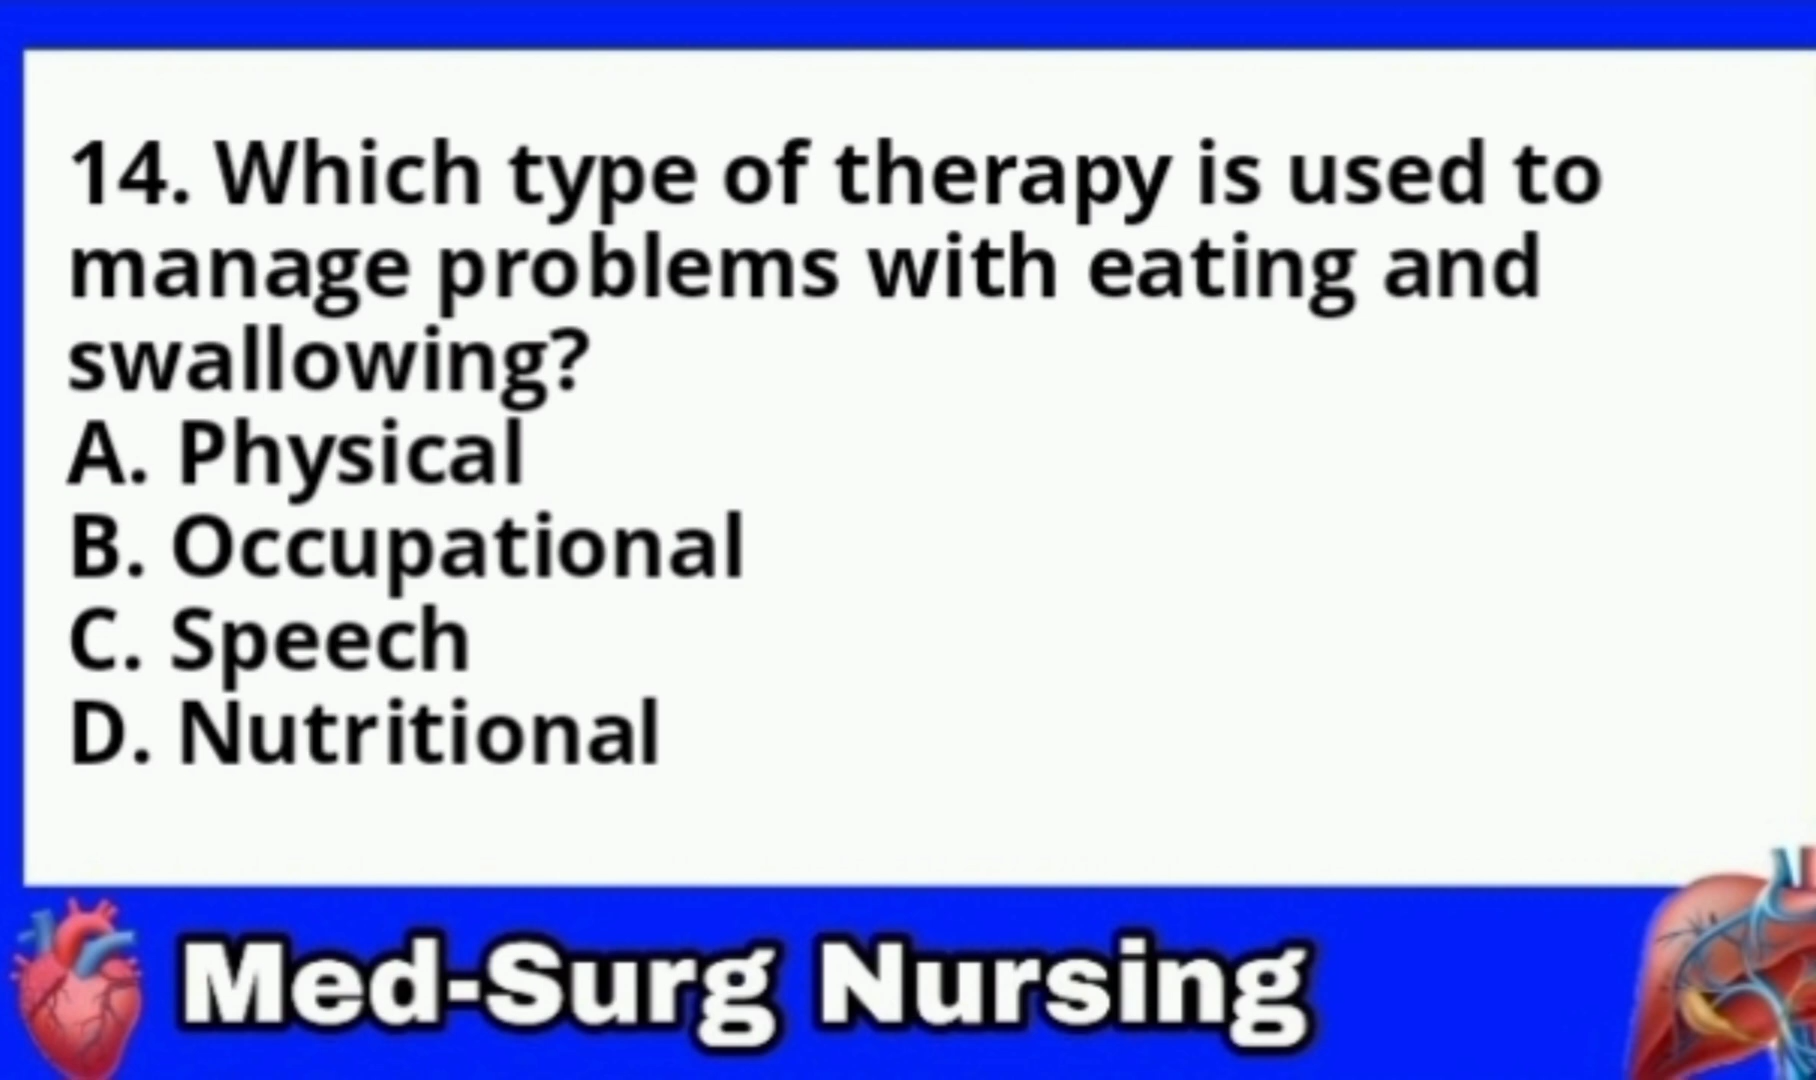 14. Which type of therapy is used to
manage problems with eating and
swallowing?
A. Physical
B. Occupational
C. Speech
D. Nutritional
Med-Surg Nursing